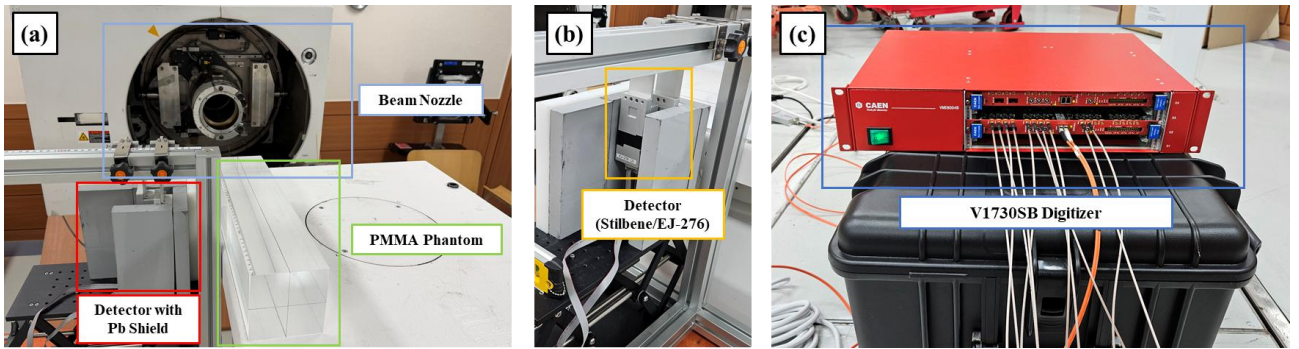 (a)
Beam Nozzle
PMMA Phantom
Detector with
Pb Shield
(b)
Detector
(Stilbene/EJ-276)
(c)
CAEN
V1730SB Digitizer